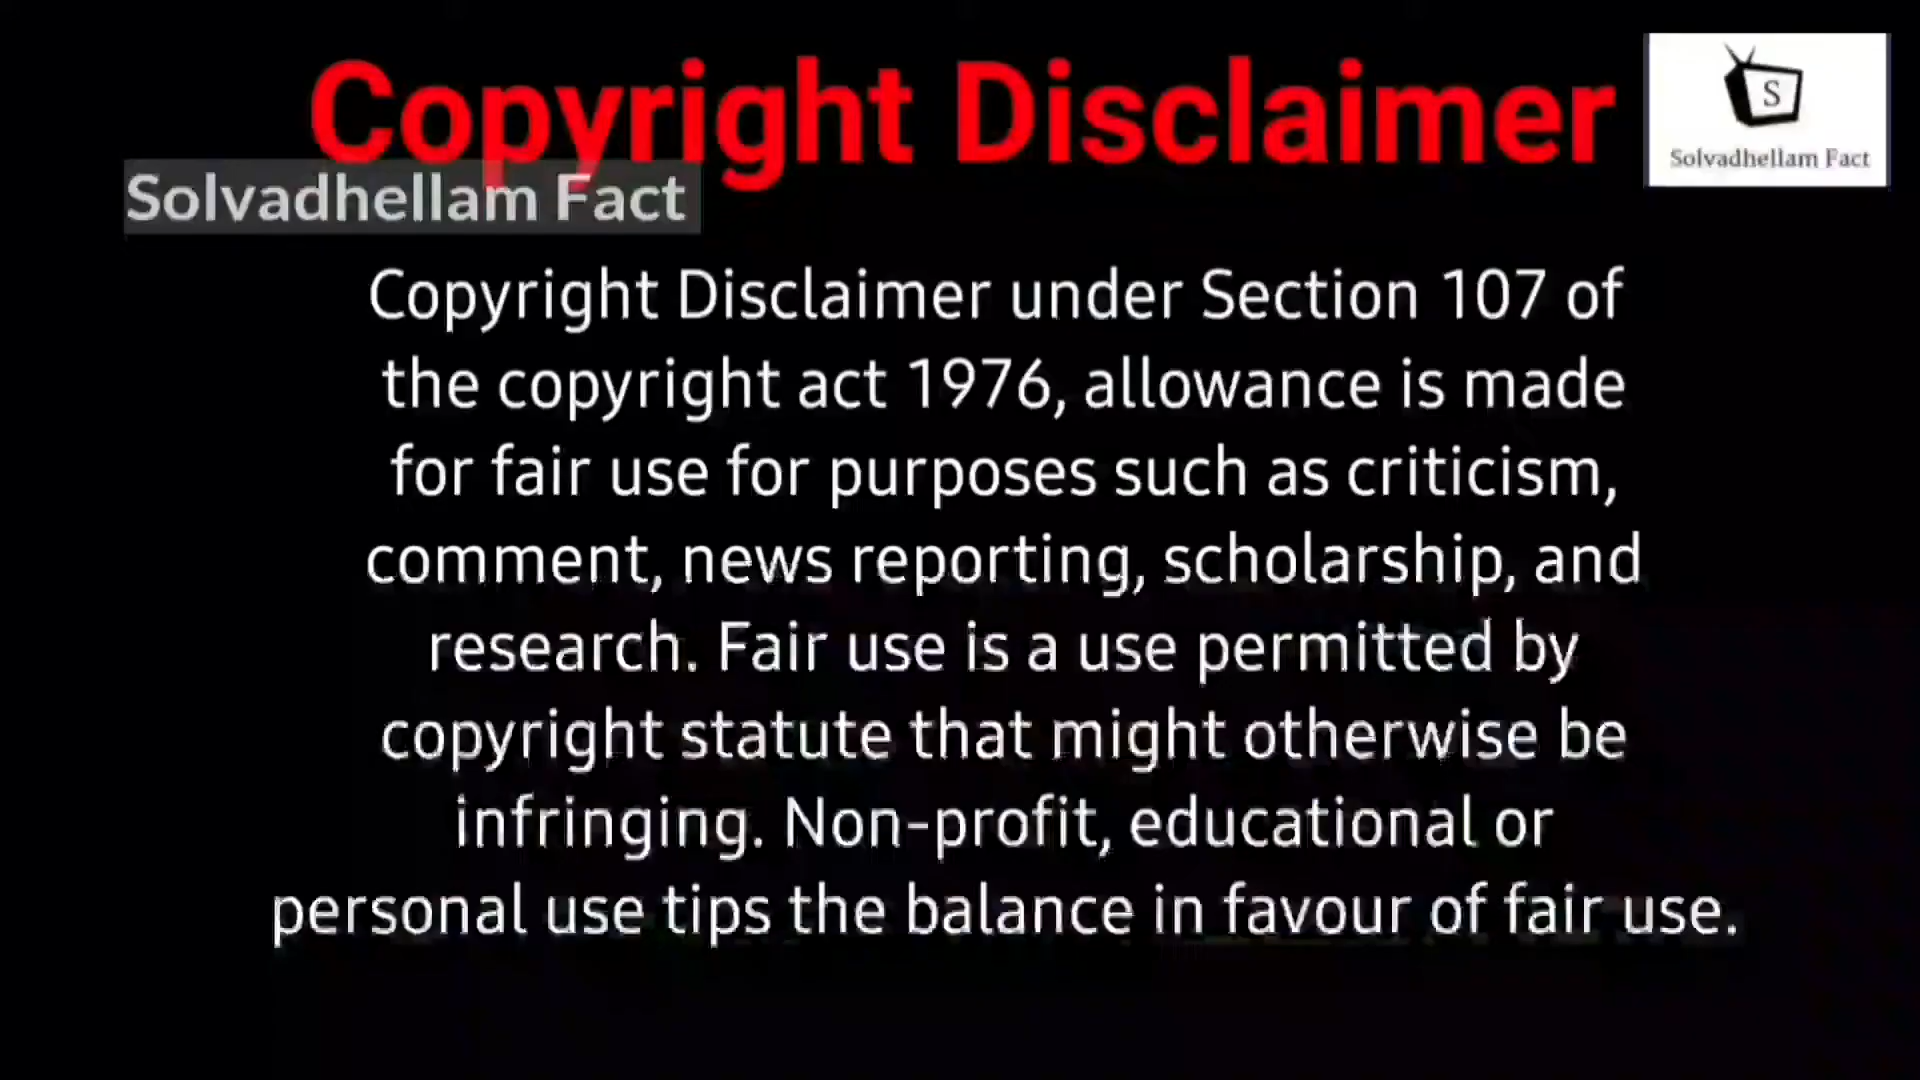 Copyright Disclaimer
S
Solvadhellam Fact
Solvadhellam Fact
Copyright Disclaimer under Section 107 of
the copyright act 1976, allowance is made
for fair use for purposes such as criticism,
comment, news reporting, scholarship, and
research. Fair use is a use permitted by
copyright statute that might otherwise be
infringing. Non-profit, educational or
personal use tips the balance in favour of fair use.